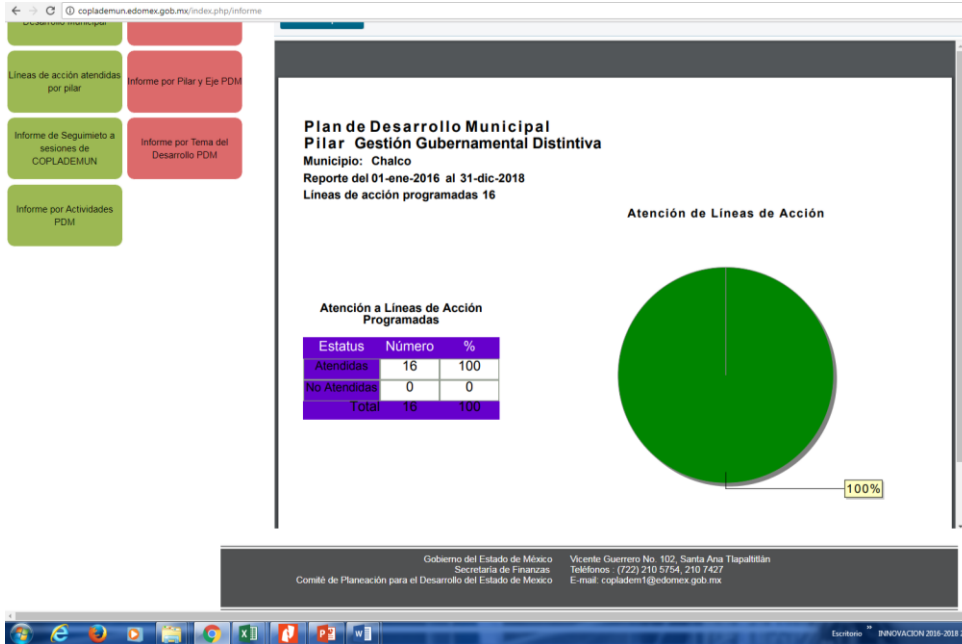 coplademun.edomex.gob.mx/index.php/informe
Desarrollo Municipal
Líneas de acción atendidas
por pilar
Informe por Pilar y Eje PDM
Informe de Seguimieto a
sesiones de
COPLADEMUN
Informe por Tema del
Desarrollo PDM
Informe por Actividades
PDM
Plan de Desarrollo Municipal
Pilar Gestión Gubernamental Distintiva
Municipio: Chalco
Reporte del 01-ene-2016 al 31-dic-2018
Líneas de acción programadas 16
Atención de Líneas de Acción
Atención a Líneas de Acción
Programadas
Estatus Número %
Atendidas 16 100
No Atendidas 0 0
Total 16 100
100%
Gobierno del Estado de México
Secretaría de Finanzas
Comité de Planeación para el Desarrollo del Estado de Mexico
Vicente Guerrero No. 102, Santa Ana Tlapaltitlán
Teléfonos : (722) 210 5754, 210 7427
E-mail: copladem1@edomex.gob.mx
Escritorio INNOVACION 2016-2018